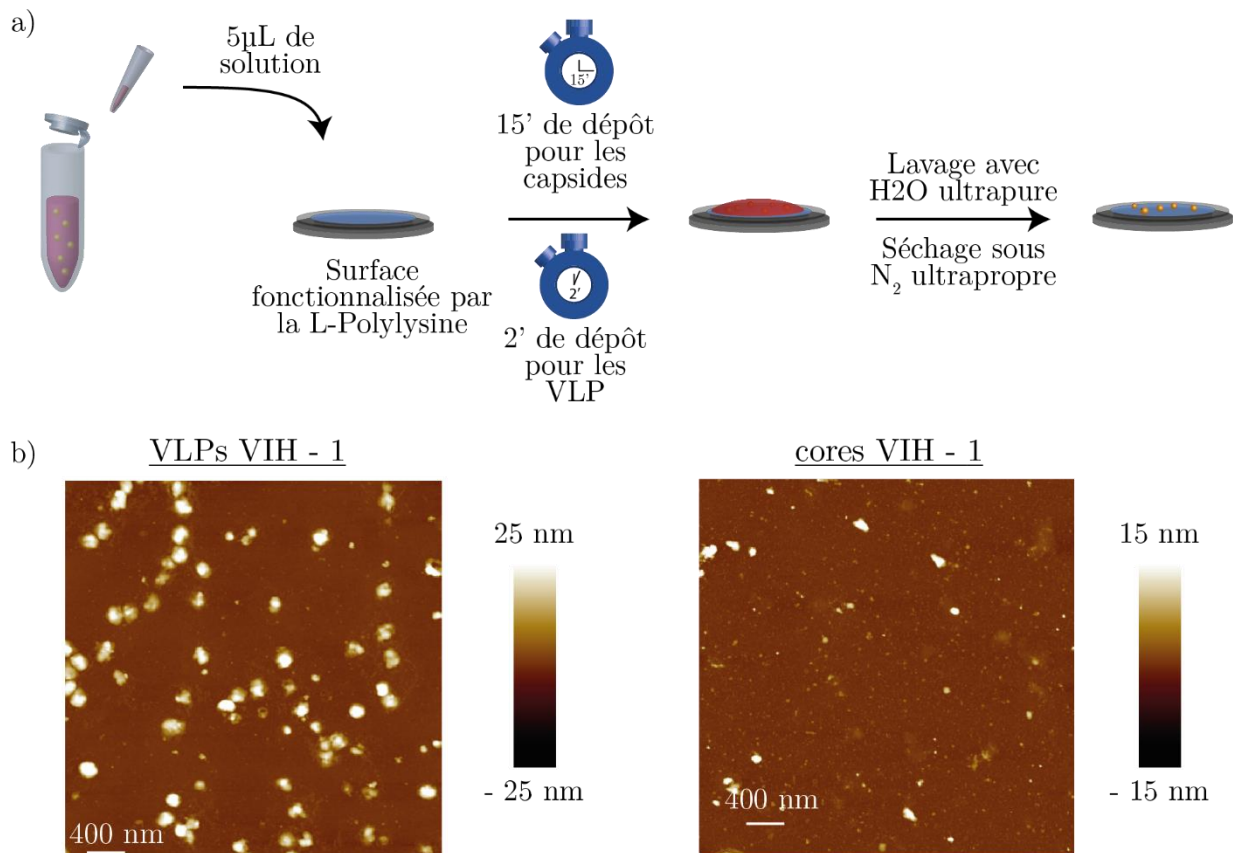 a)
5µL de
solution
15'
15' de dépôt
pour les
capsides
Lavage avec
H2O ultrapure
Surface
fonctionnalisée par
la L-Polylysine
2'
2' de dépôt
pour les
VLP
Séchage sous
N₂ ultrapropre
b)
VLPs VIH - 1
25 nm
- 25 nm
400 nm
cores VIH - 1
15 nm
- 15 nm
400 nm